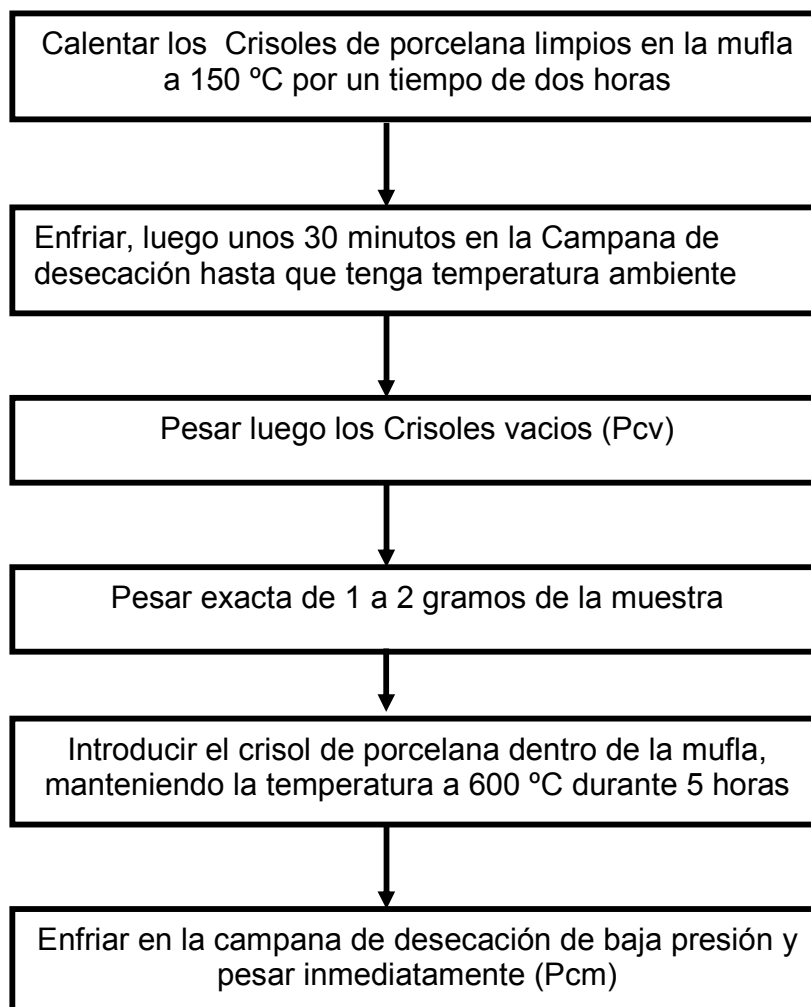 Calentar los Crisoles de porcelana limpios en la mufla
a 150 ºC por un tiempo de dos horas
Enfriar, luego unos 30 minutos en la Campana de
desecación hasta que tenga temperatura ambiente
Pesar luego los Crisoles vacios (Pcv)
Pesar exacta de 1 a 2 gramos de la muestra
Introducir el crisol de porcelana dentro de la mufla,
manteniendo la temperatura a 600 ºC durante 5 horas
Enfriar en la campana de desecación de baja presión y
pesar inmediatamente (Pcm)